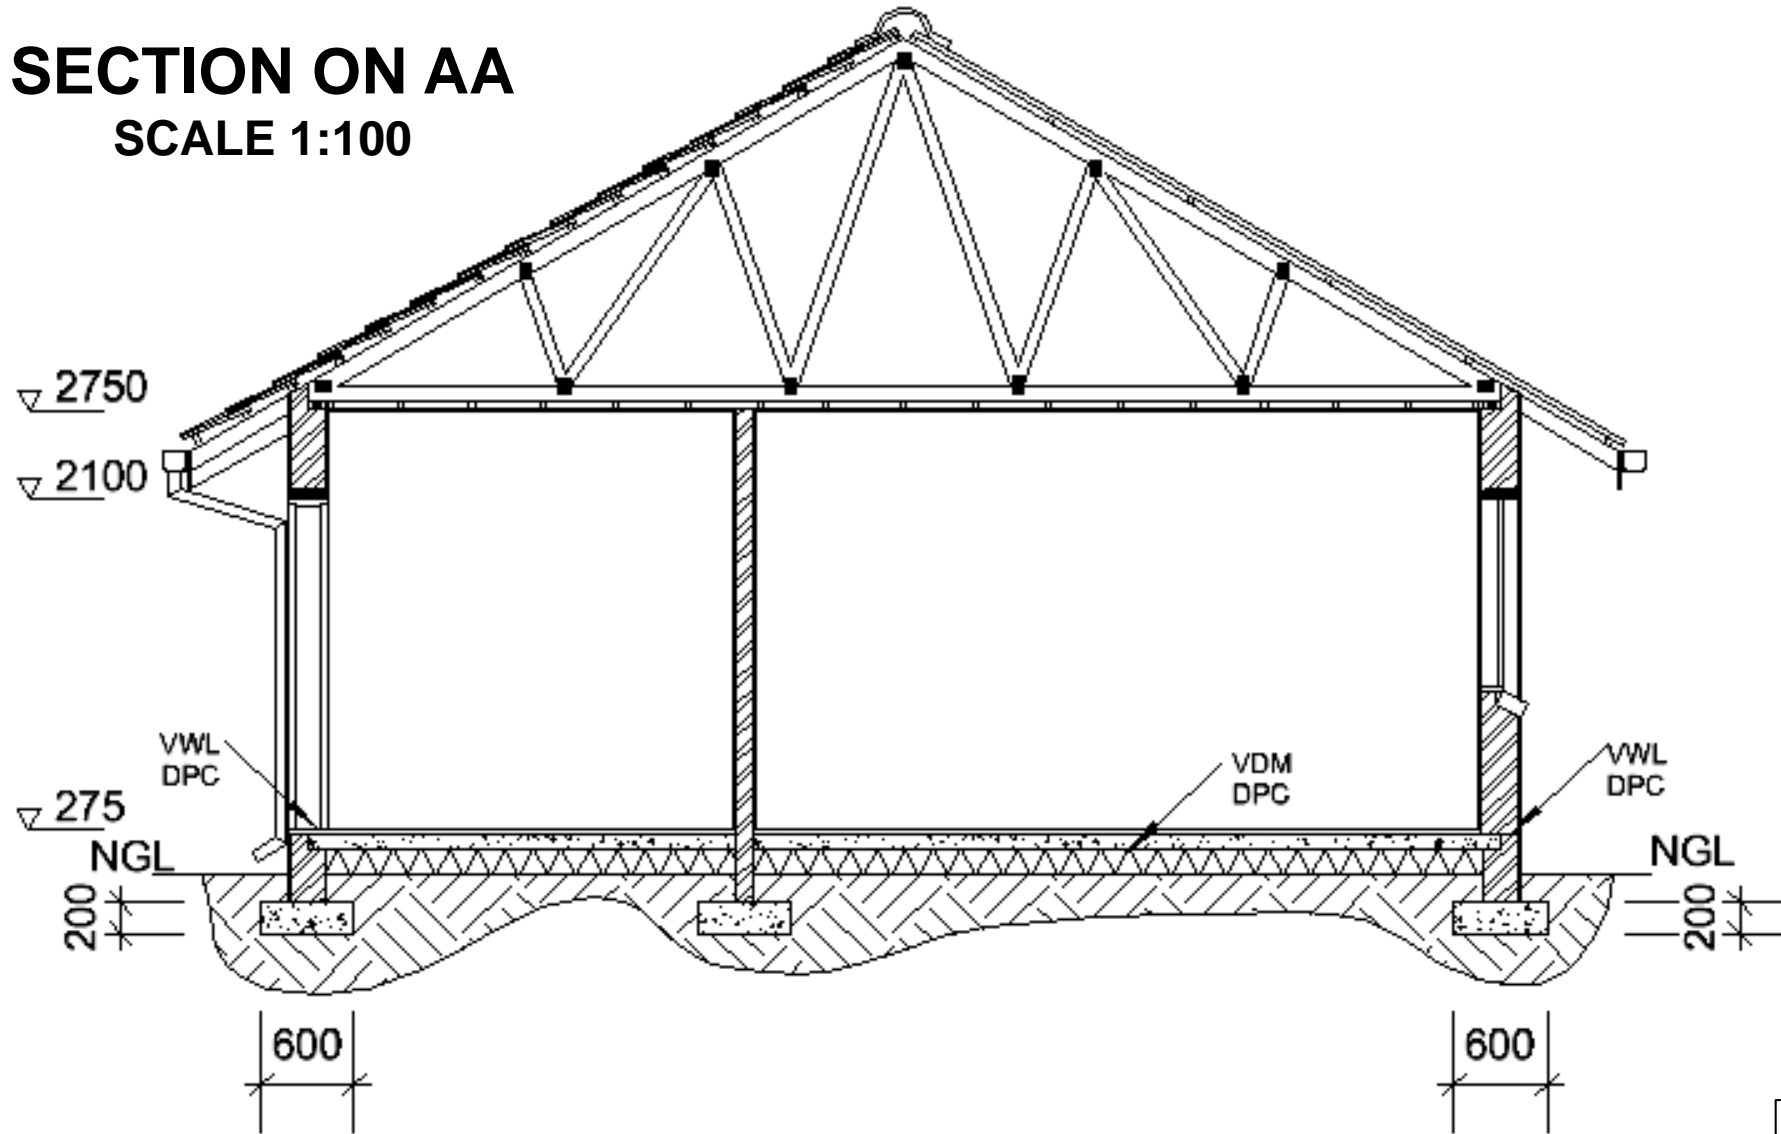 SECTION ON AA
SCALE 1:100
2750
2100
VWL
DPC
VDM
DPC
VWL
DPC
275
NGL
NGL
200
200
600
600